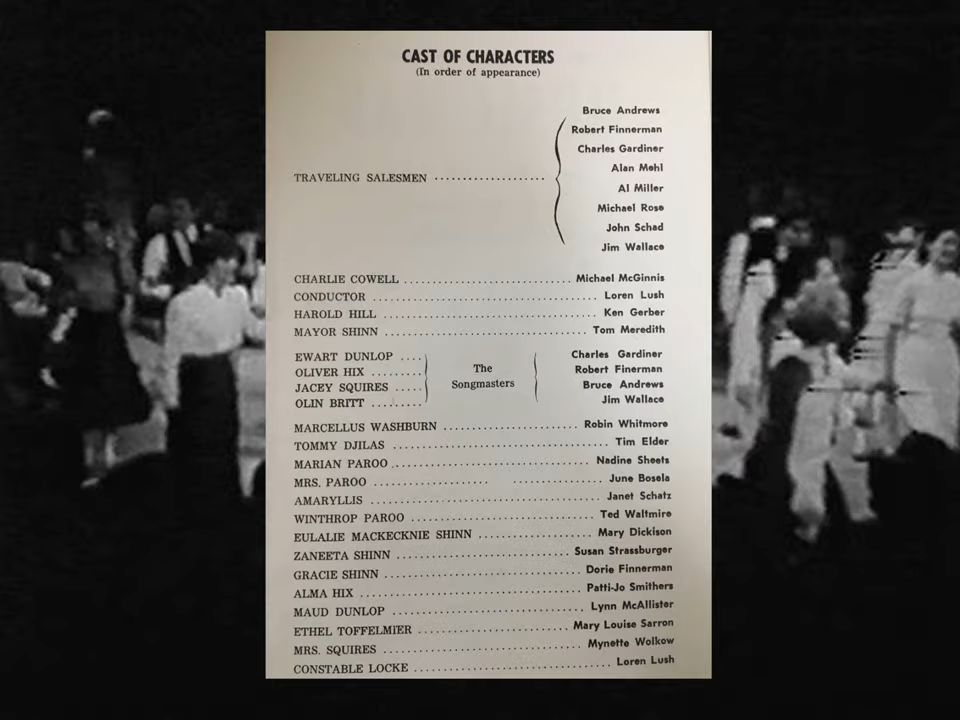 CAST OF CHARACTERS
(In order of appearance)
Bruce Andrews
Robert Finnerman
Charles Gardiner
Alan Mehl
TRAVELING SALESMEN ....................
Al Miller
Michael Rose
John Schad
Jim Wallace
CHARLIE COWELL .............................. Michael McGinnis
CONDUCTOR ........................................ Loren Lush
HAROLD HILL ...................................... Ken Gerber
MAYOR SHINN .................................... Tom Meredith
EWART DUNLOP .... Charles Gardiner
OLIVER HIX ......... The Robert Finerman
JACEY SQUIRES ..... Songmasters Bruce Andrews
OLIN BRITT ......... Jim Wallace
MARCELLUS WASHBURN ........................ Robin Whitmore
TOMMY DJILAS ...................................... Tim Elder
MARIAN PAROO .................................... Nadine Sheets
MRS. PAROO .................... ................ June Bosela
AMARYLLIS ........................................ Janet Schatz
WINTHROP PAROO ................................ Ted Waltmire
EULALIE MACKECKNIE SHINN .................... Mary Dickison
ZANEETA SHINN ................................ Susan Strassburger
GRACIE SHINN .................................... Dorie Finnerman
ALMA HIX ........................................ Patti-Jo Smithers
MAUD DUNLOP .................................... Lynn McAllister
ETHEL TOFFELMiER .......................... Mary Louise Sarron
MRS. SQUIRES .................................... Mynette Wolkow
CONSTABLE LOCKE ................................ Loren Lush